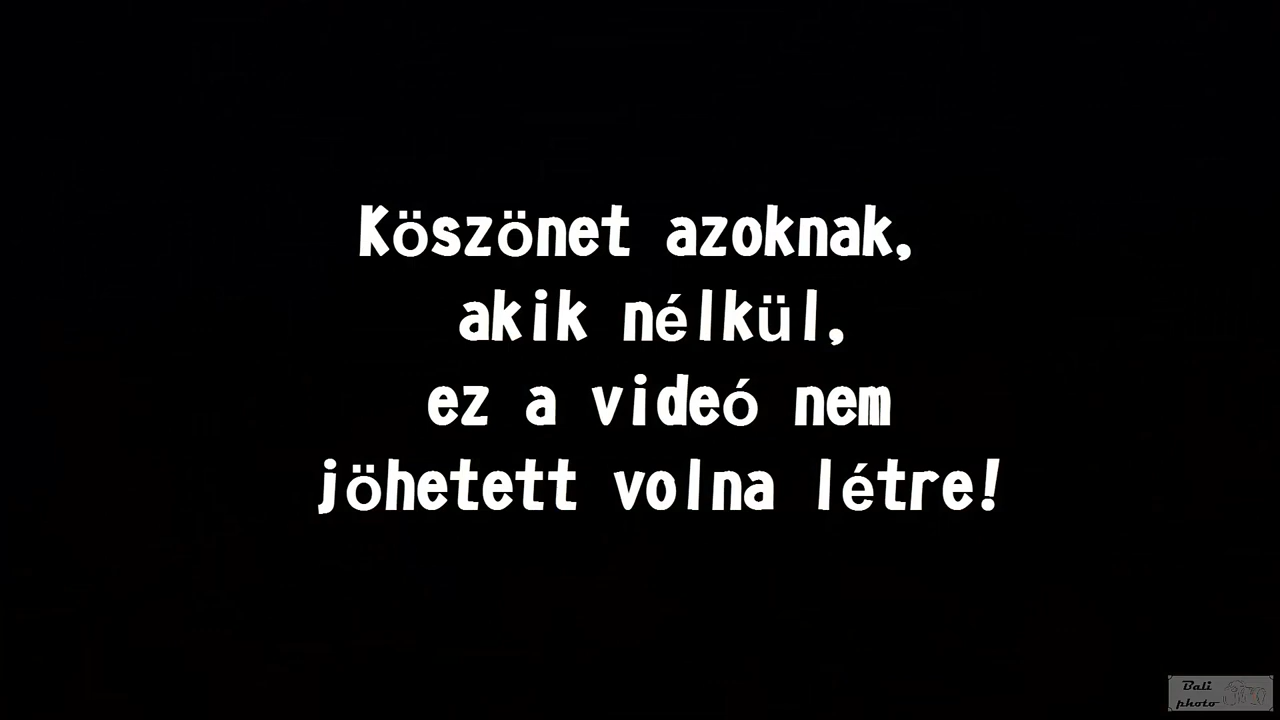 Köszönet azoknak,
akik nélkül,
ez a videó nem
jöhetett volna létre!
Bali
photo